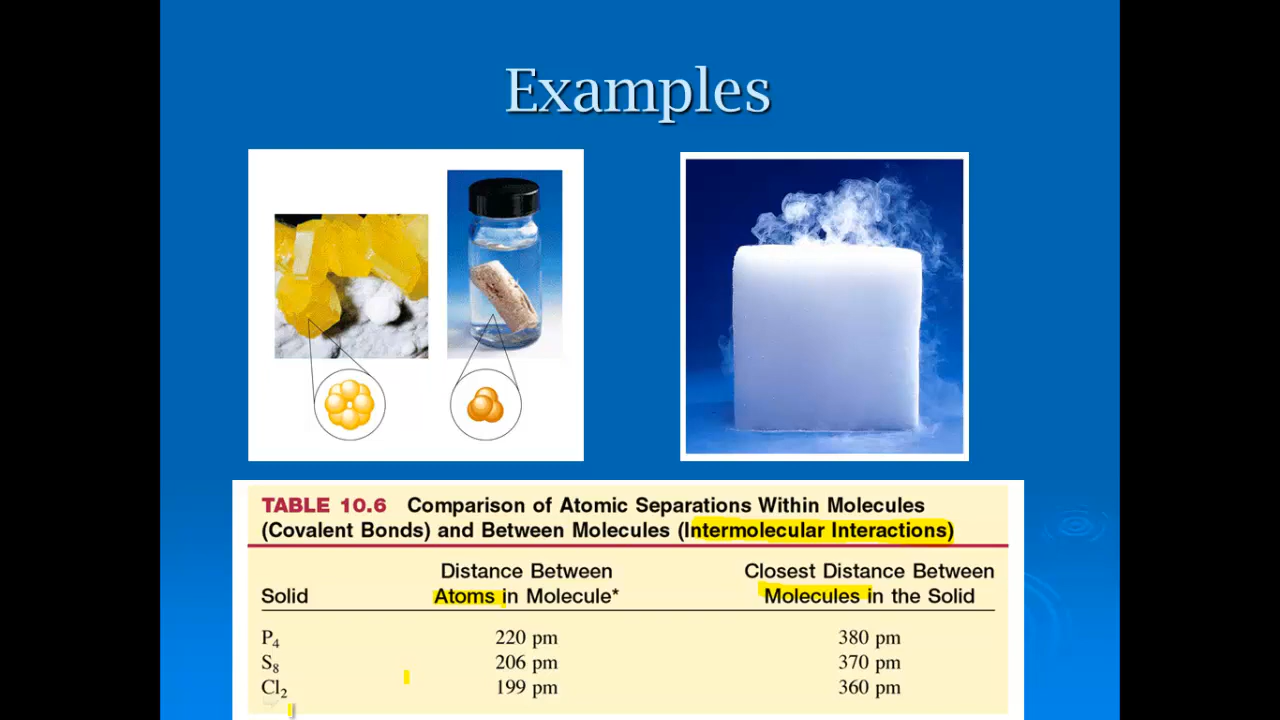 Examples
TABLE 10.6 Comparison of Atomic Separations Within Molecules
(Covalent Bonds) and Between Molecules (Intermolecular Interactions)
Solid Distance Between Atoms in Molecule* Closest Distance Between Molecules in the Solid
P₄ 220 pm 380 pm
S₈ 206 pm 370 pm
Cl₂ 199 pm 360 pm